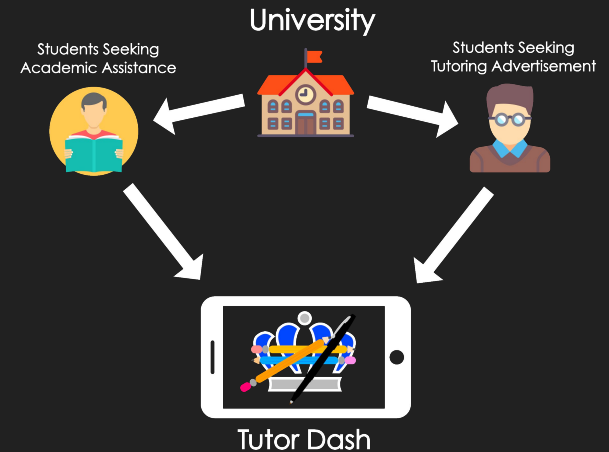 University
Students Seeking
Academic Assistance
Students Seeking
Tutoring Advertisement
Tutor Dash